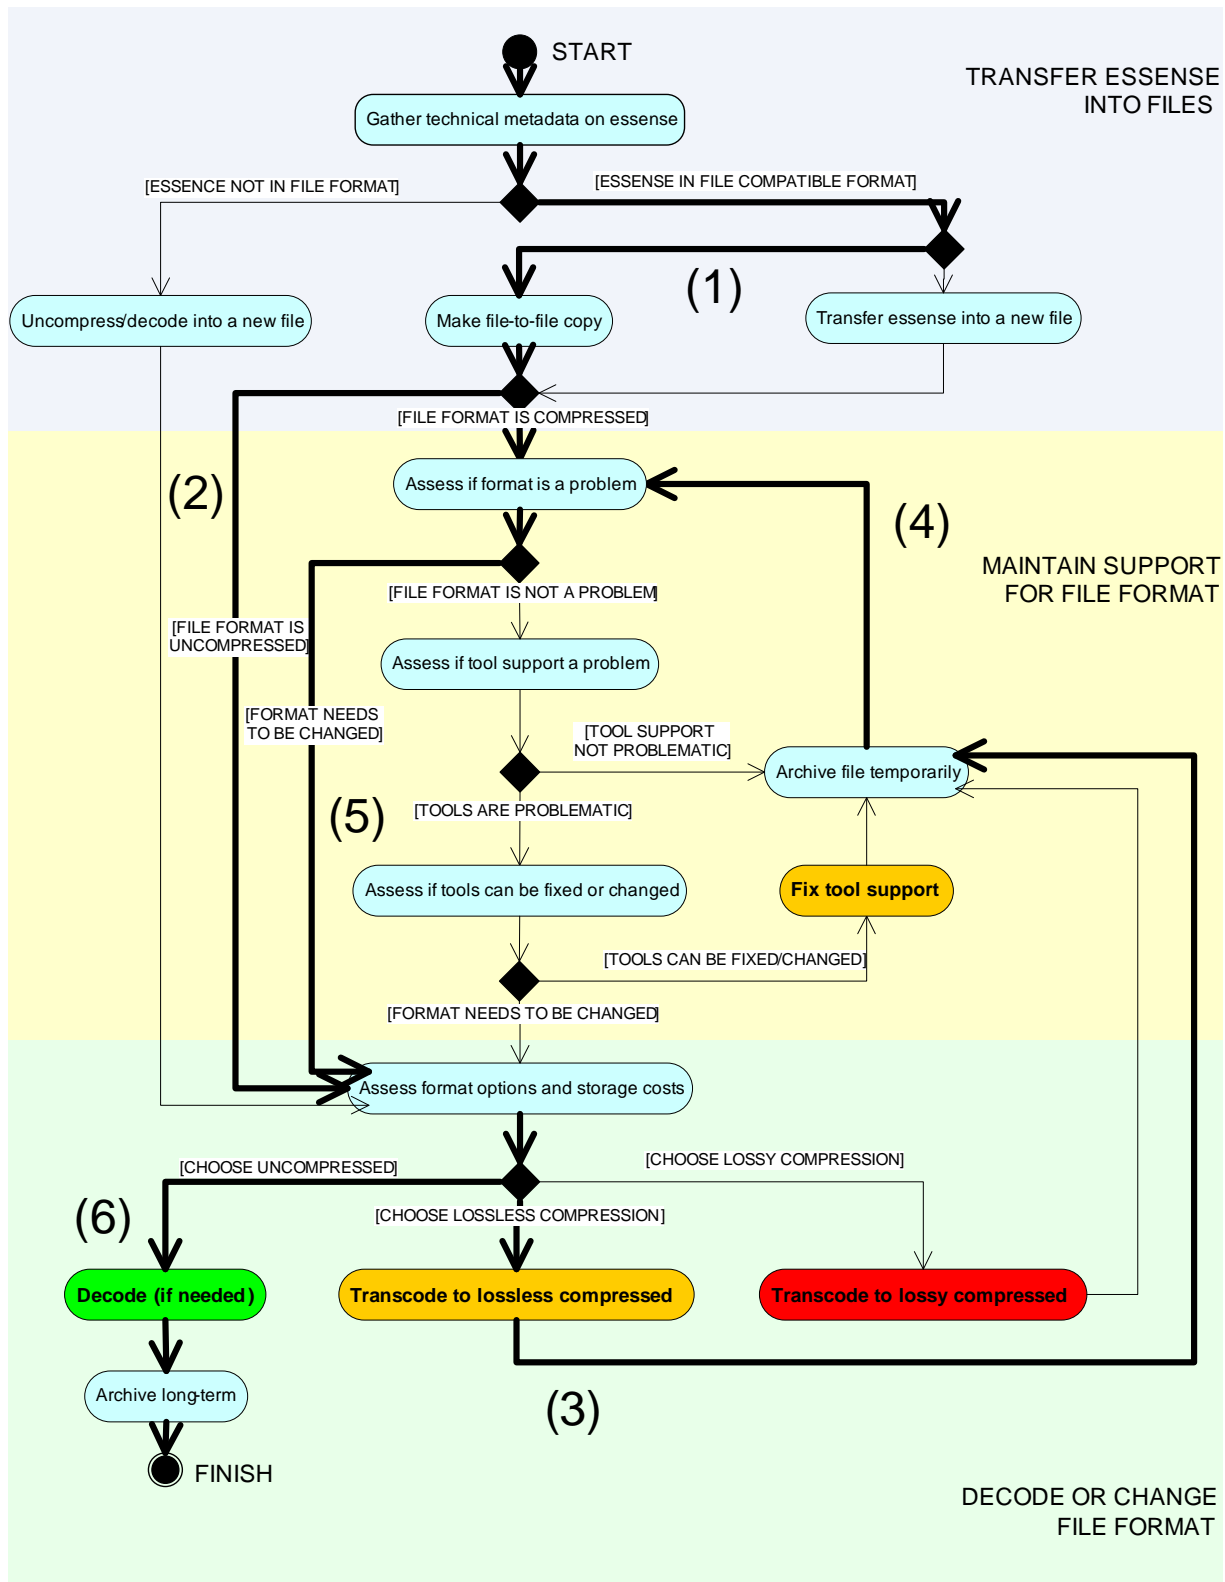 START
TRANSFER ESSENSE
INTO FILES
Gather technical metadata on essense
[ESSENCE NOT IN FILE FORMAT]
[ESSENSE IN FILE COMPATIBLE FORMAT]
(1)
Uncompress/decode into a new file
Make file-to-file copy
Transfer essense into a new file
[FILE FORMAT IS COMPRESSED]
(2)
Assess if format is a problem
(4)
MAINTAIN SUPPORT
FOR FILE FORMAT
[FILE FORMAT IS NOT A PROBLEM]
[FILE FORMAT IS
UNCOMPRESSED]
Assess if tool support a problem
[FORMAT NEEDS
TO BE CHANGED]
[TOOL SUPPORT
NOT PROBLEMATIC]
Archive file temporarily
(5)
[TOOLS ARE PROBLEMATIC]
Assess if tools can be fixed or changed
Fix tool support
[TOOLS CAN BE FIXED/CHANGED]
[FORMAT NEEDS TO BE CHANGED]
Assess format options and storage costs
[CHOOSE UNCOMPRESSED]
[CHOOSE LOSSY COMPRESSION]
(6)
[CHOOSE LOSSLESS COMPRESSION]
Decode (if needed)
Transcode to lossless compressed
Transcode to lossy compressed
Archive long-term
(3)
FINISH
DECODE OR CHANGE
FILE FORMAT